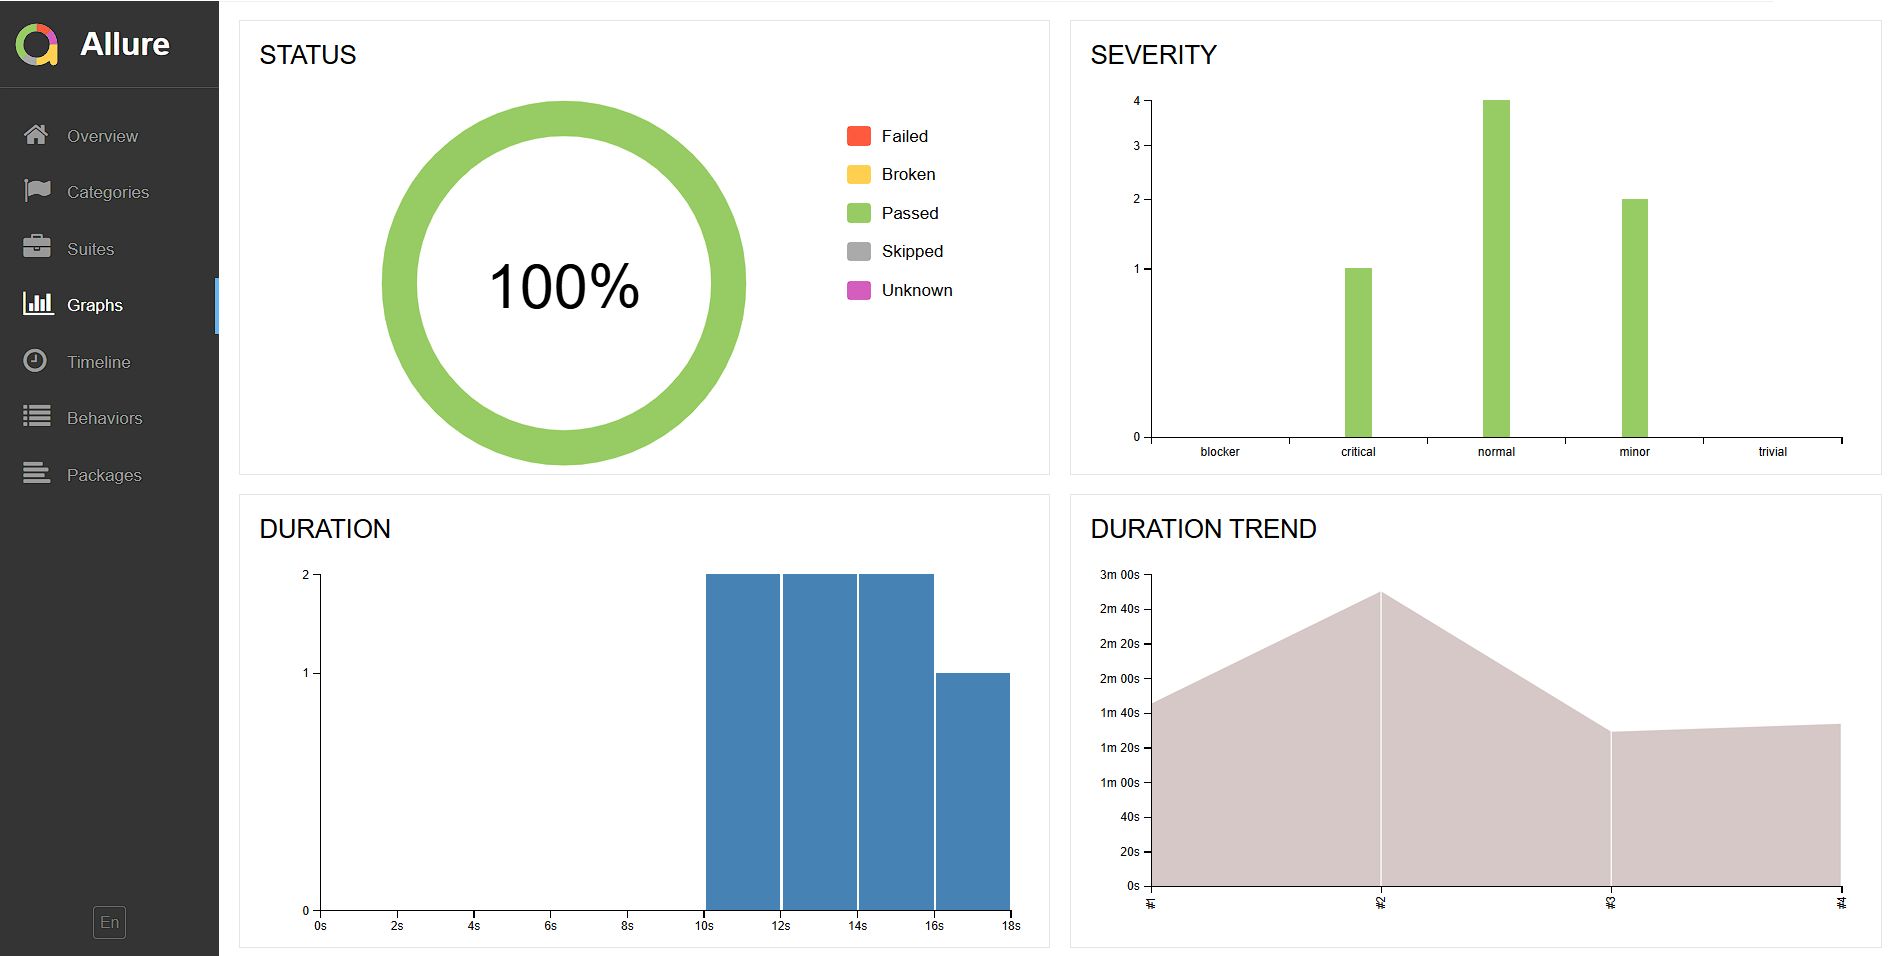 Allure
Overview
Categories
Suites
Graphs
Timeline
Behaviors
Packages
En
STATUS
100%
Failed
Broken
Passed
Skipped
Unknown
SEVERITY
4
3
2
1
0
blocker critical normal minor trivial
DURATION
2
1
0
0s 2s 4s 6s 8s 10s 12s 14s 16s 18s
DURATION TREND
3m 00s
2m 40s
2m 20s
2m 00s
1m 40s
1m 20s
1m 00s
40s
20s
0s
#1 #2 #3 #4